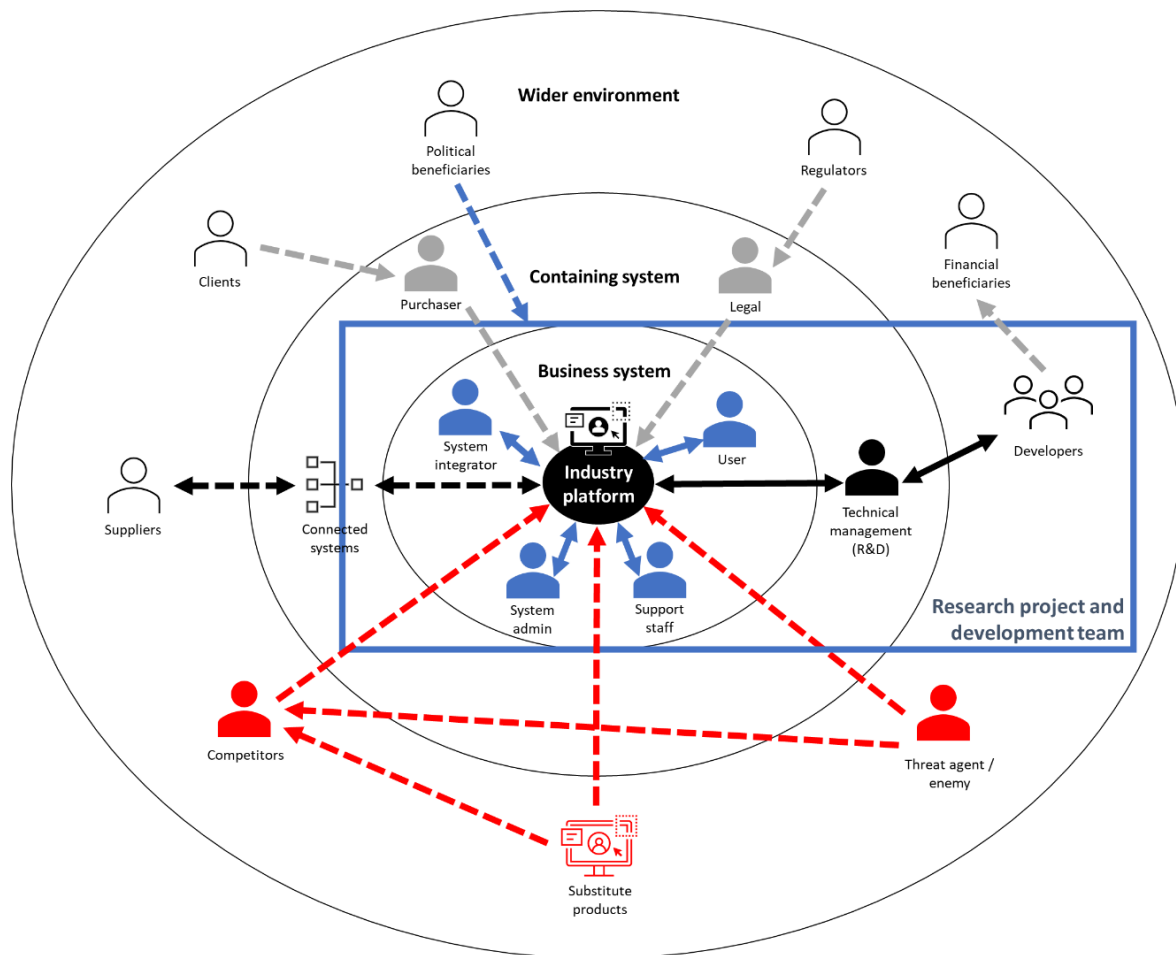 Wider environment
Political
beneficiaries
Regulators
Clients
Financial
beneficiaries
Containing system
Purchaser
Legal
Business system
System
integrator
User
Industry
platform
Developers
Suppliers
Connected
systems
Technical
management
(R&D)
System
admin
Support
staff
Research project and
development team
Competitors
Threat agent /
enemy
Substitute
products